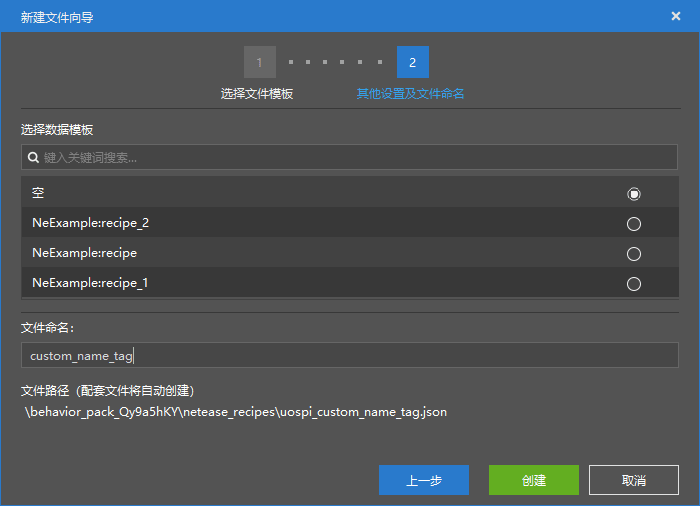 新建文件向导
1
2
选择文件模板
其他设置及文件命名
选择数据模板
键入关键词搜索...
空
NeExample:recipe_2
NeExample:recipe
NeExample:recipe_1
文件命名：
custom_name_tag
文件路径（配套文件将自动创建）
\behavior_pack_Qy9a5hKY\netease_recipes\uospi_custom_name_tag.json
上一步
创建
取消